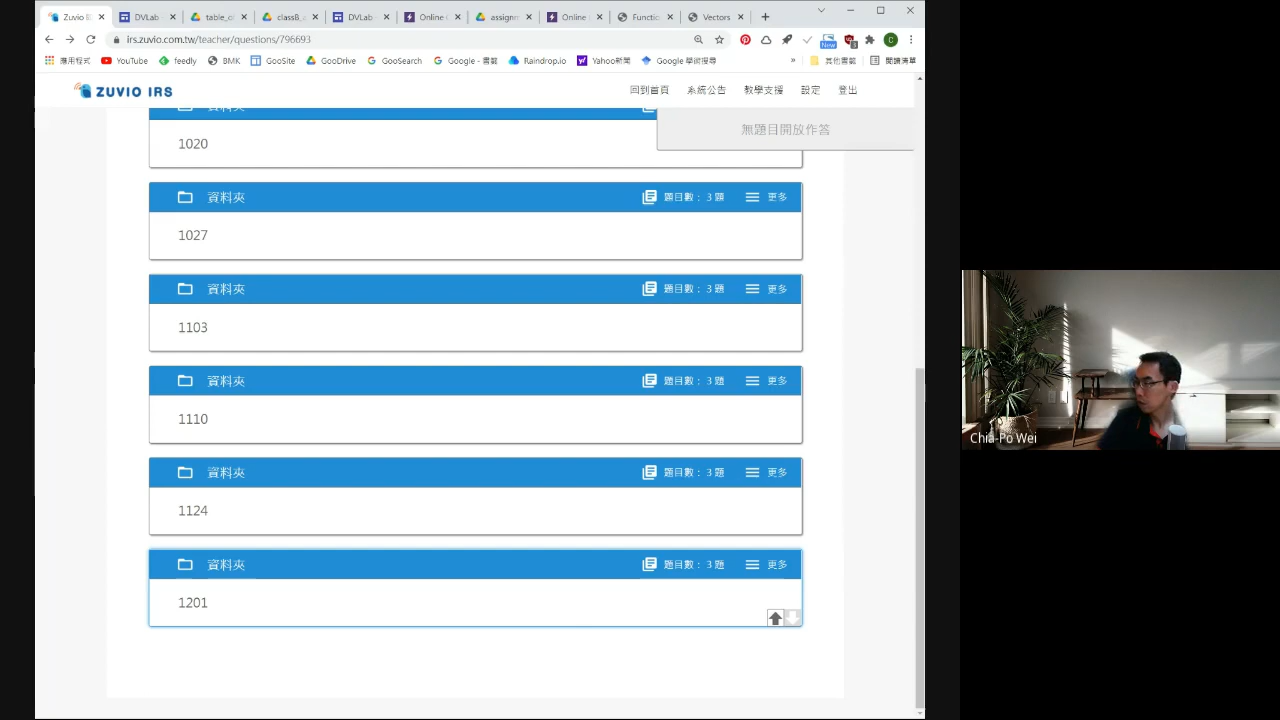 Zuvio
DVLab
table_o
classB_
DVLab
Online
assignm
Online
Functio
Vectors
irs.zuvio.com.tw/teacher/questions/796693
New
應用程式
YouTube
feedly
BMK
GooSite
GooDrive
GooSearch
Google - 書籤
Raindrop.io
Yahoo新聞
Google 學術搜尋
»
其他書籤
閱讀清單
ZUVIO IRS
回到首頁
系統公告
教學支援
設定
登出
無題目開放作答
1020
資料夾
題目數： 3 題
更多
1027
資料夾
題目數： 3 題
更多
1103
資料夾
題目數： 3 題
更多
1110
資料夾
題目數： 3 題
更多
1124
資料夾
題目數： 3 題
更多
1201
Chia-Po Wei